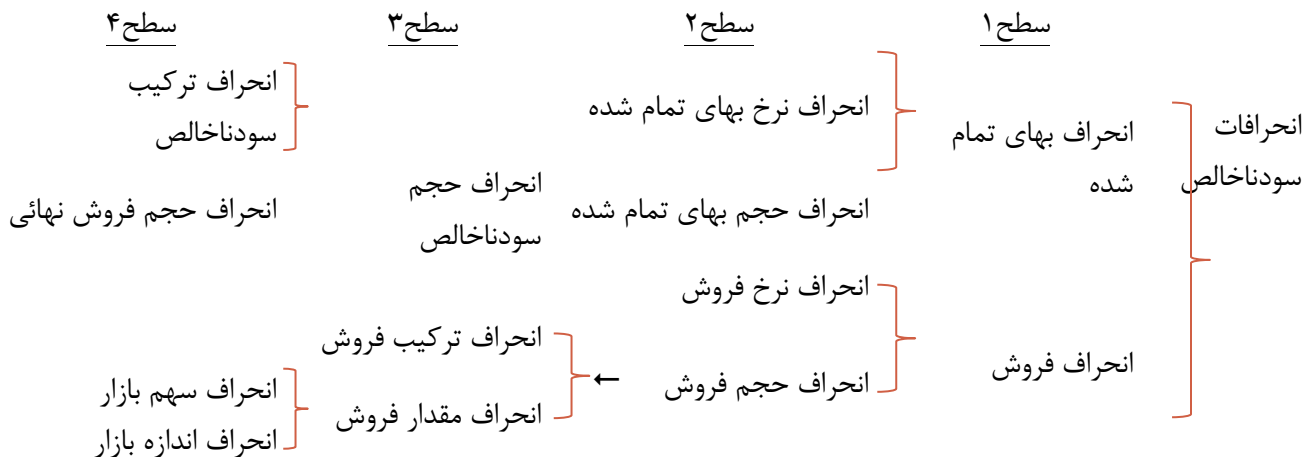 سطح۱
سطح۲
سطح۳
سطح۴
انحرافات
سودناخالص
انحراف بهای تمام
شده
انحراف فروش
انحراف نرخ بهای تمام شده
انحراف حجم بهای تمام شده
انحراف نرخ فروش
انحراف حجم فروش
←
انحراف حجم
سودناخالص
انحراف ترکیب فروش
انحراف مقدار فروش
انحراف ترکیب
سودناخالص
انحراف حجم فروش نهائی
انحراف سهم بازار
انحراف اندازه بازار